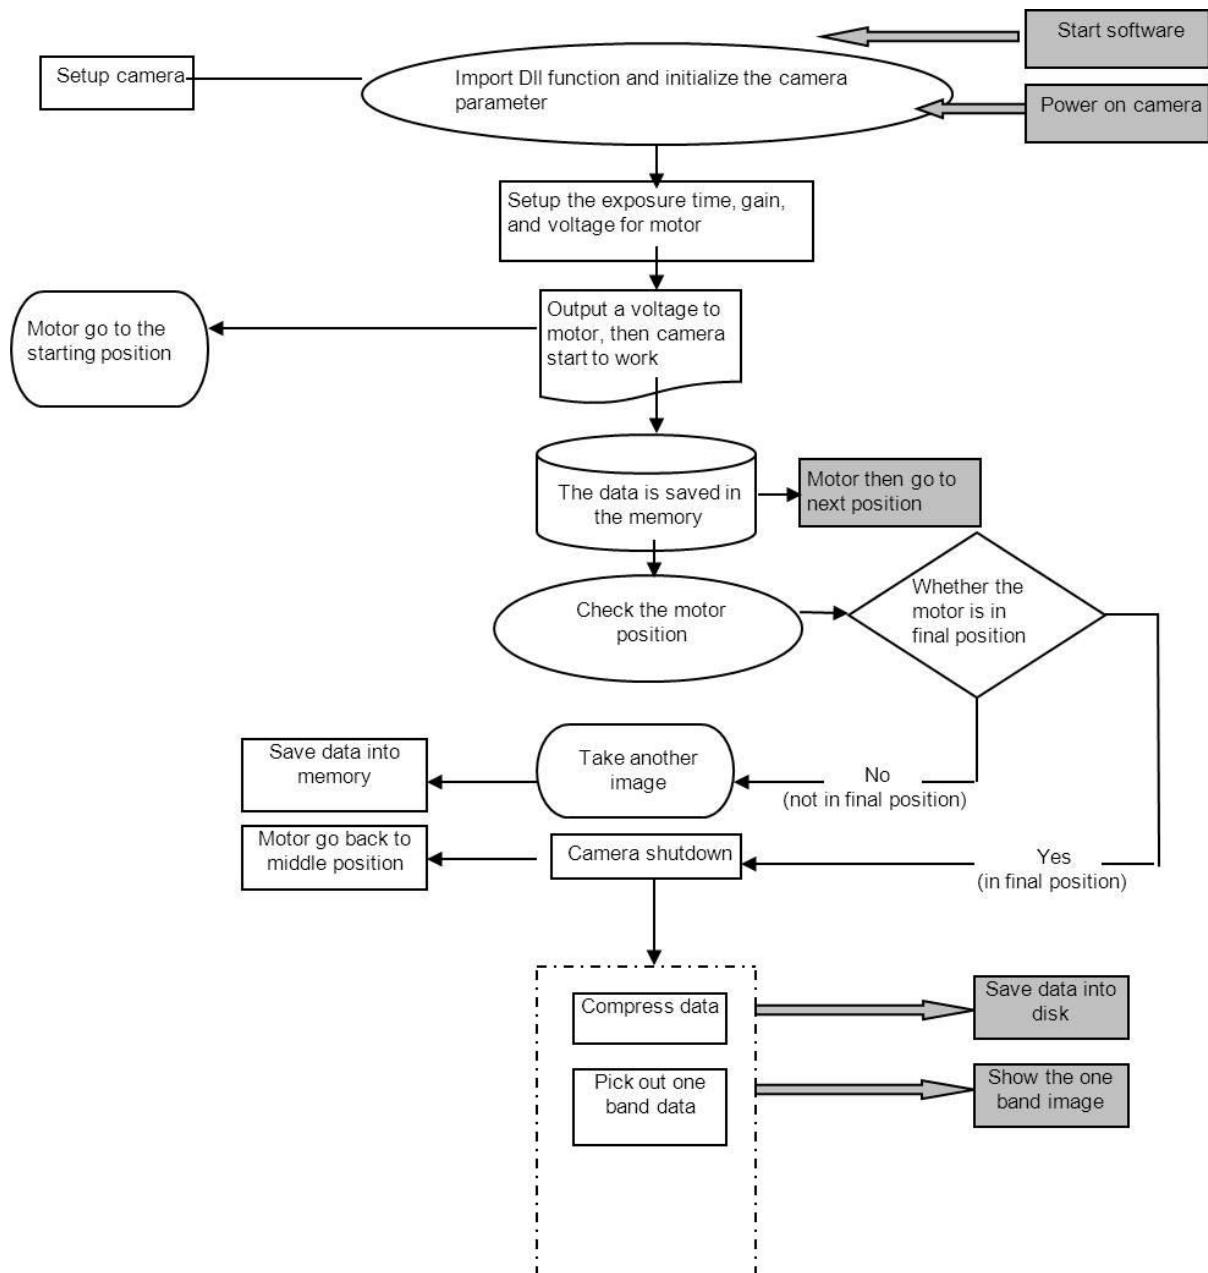 Start software
Setup camera
Import Dll function and initialize the camera
parameter
Power on camera
Setup the exposure time, gain,
and voltage for motor
Output a voltage to
motor, then camera
start to work
Motor go to the
starting position
The data is saved in
the memory
Motor then go to
next position
Check the motor
position
Whether the
motor is in
final position
Save data into
memory
Take another
image
No
(not in final position)
Motor go back to
middle position
Camera shutdown
Yes
(in final position)
Compress data
Save data into
disk
Pick out one
band data
Show the one
band image